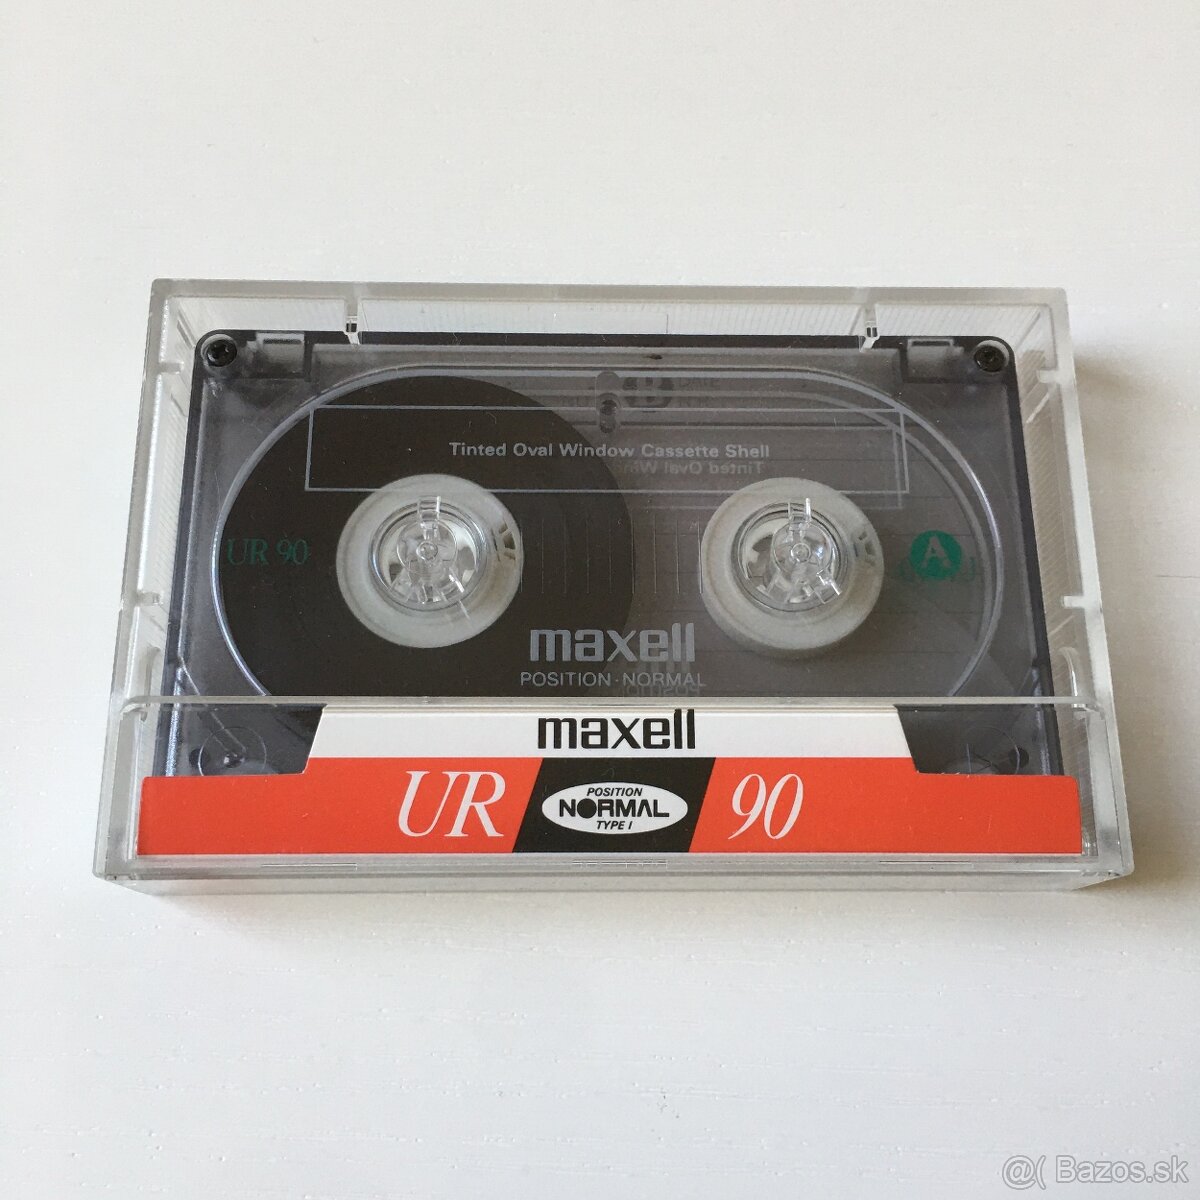 B
Tinted Oval Window Cassette Shell
UR 90
A
maxell
POSITION · NORMAL
maxell
UR
POSITION
NORMAL
TYPE I
90
@( Bazos.sk